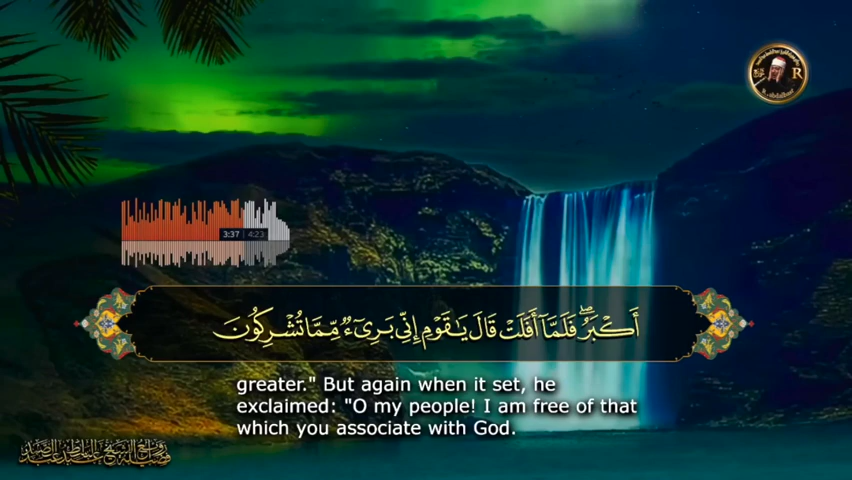 R
3:37 | 4:23
أَكْبَرُ ۖ فَلَمَّآ أَفَلَتْ قَالَ يَـٰقَوْمِ إِنِّى بَرِىٓءٌ مِّمَّا تُشْرِكُونَ
greater." But again when it set, he
exclaimed: "O my people! I am free of that
which you associate with God.